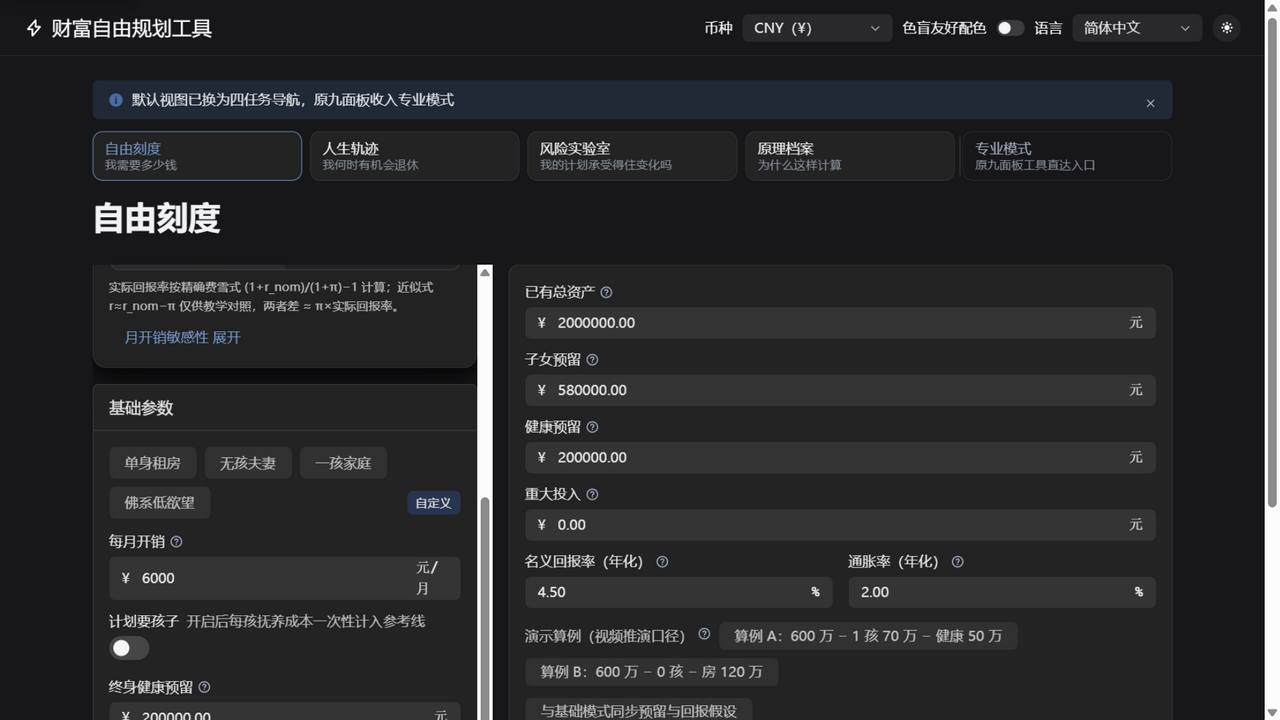 财富自由规划工具
币种
CNY (¥)
色盲友好配色
语言
简体中文
默认视图已换为四任务导航，原九面板收入专业模式
自由刻度
我需要多少钱
人生轨迹
我何时有机会退休
风险实验室
我的计划承受得住变化吗
原理档案
为什么这样计算
专业模式
原九面板工具直达入口
自由刻度
实际回报率按精确费雪式 (1+r_nom)/(1+π)−1 计算；近似式
r≈r_nom−π 仅供教学对照，两者差 ≈ π×实际回报率。
月开销敏感性 展开
基础参数
单身租房
无孩夫妻
一孩家庭
佛系低欲望
自定义
每月开销
¥ 6000
元/
月
计划要孩子 开启后每孩抚养成本一次性计入参考线
终身健康预留
¥ 200000.00 元
已有总资产
¥ 2000000.00 元
子女预留
¥ 580000.00 元
健康预留
¥ 200000.00 元
重大投入
¥ 0.00 元
名义回报率（年化）
4.50 %
通胀率（年化）
2.00 %
演示算例（视频推演口径）
算例 A：600 万 − 1 孩 70 万 − 健康 50 万
算例 B：600 万 − 0 孩 − 房 120 万
与基础模式同步预留与回报假设